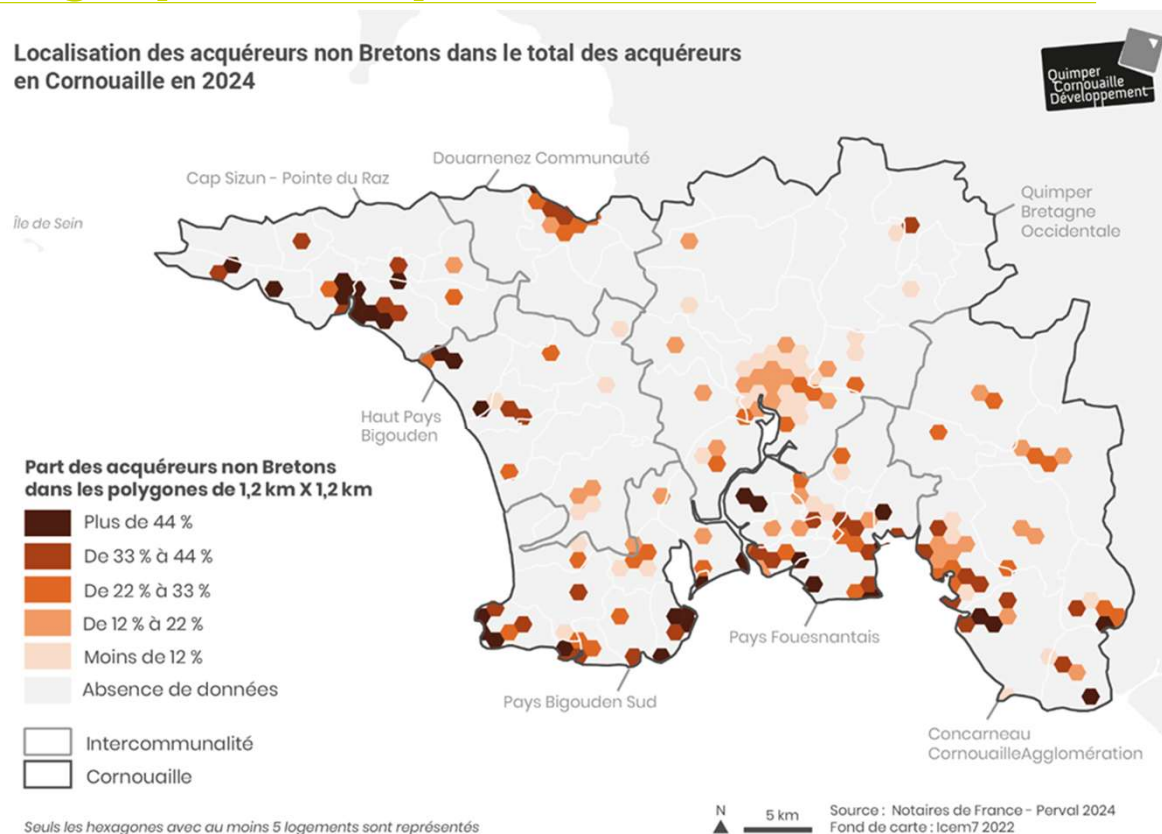 Localisation des acquéreurs non Bretons dans le total des acquéreurs
en Cornouaille en 2024
Quimper
Cornouaille
Développement
Douarnenez Communauté
Cap Sizun - Pointe du Raz
Quimper
Bretagne
Occidentale
Île de Sein
Haut Pays
Bigouden
Part des acquéreurs non Bretons
dans les polygones de 1,2 km X 1,2 km
Plus de 44 %
De 33 % à 44 %
De 22 % à 33 %
De 12 % à 22 %
Moins de 12 %
Absence de données
Intercommunalité
Cornouaille
Pays Fouesnantais
Pays Bigouden Sud
Concarneau
CornouailleAgglomération
Seuls les hexagones avec au moins 5 logements sont représentés
N
5 km
Source : Notaires de France - Perval 2024
Fond de carte : Icem7 2022